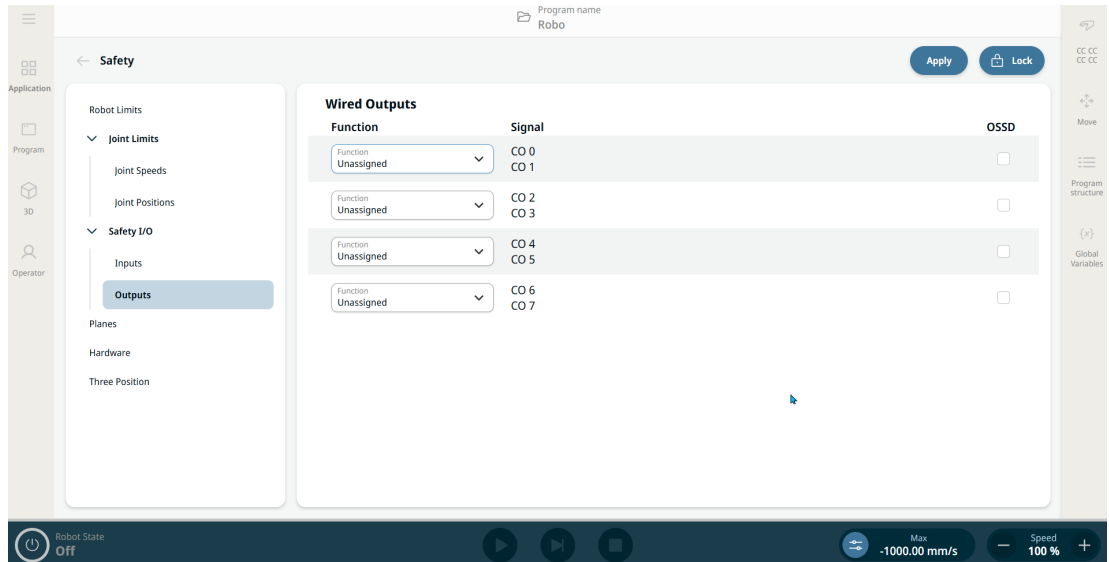 Program name
Robo
Safety
Apply
Lock
CC CC
CC CC
Application
Program
3D
Operator
Move
Program
structure
{x}
Global
Variables
Robot Limits
Joint Limits
Joint Speeds
Joint Positions
Safety I/O
Inputs
Outputs
Planes
Hardware
Three Position
Wired Outputs
Function
Signal
OSSD
Function
Unassigned
CO 0
CO 1
Function
Unassigned
CO 2
CO 3
Function
Unassigned
CO 4
CO 5
Function
Unassigned
CO 6
CO 7
Robot State
Off
Max
-1000.00 mm/s
Speed
100 %